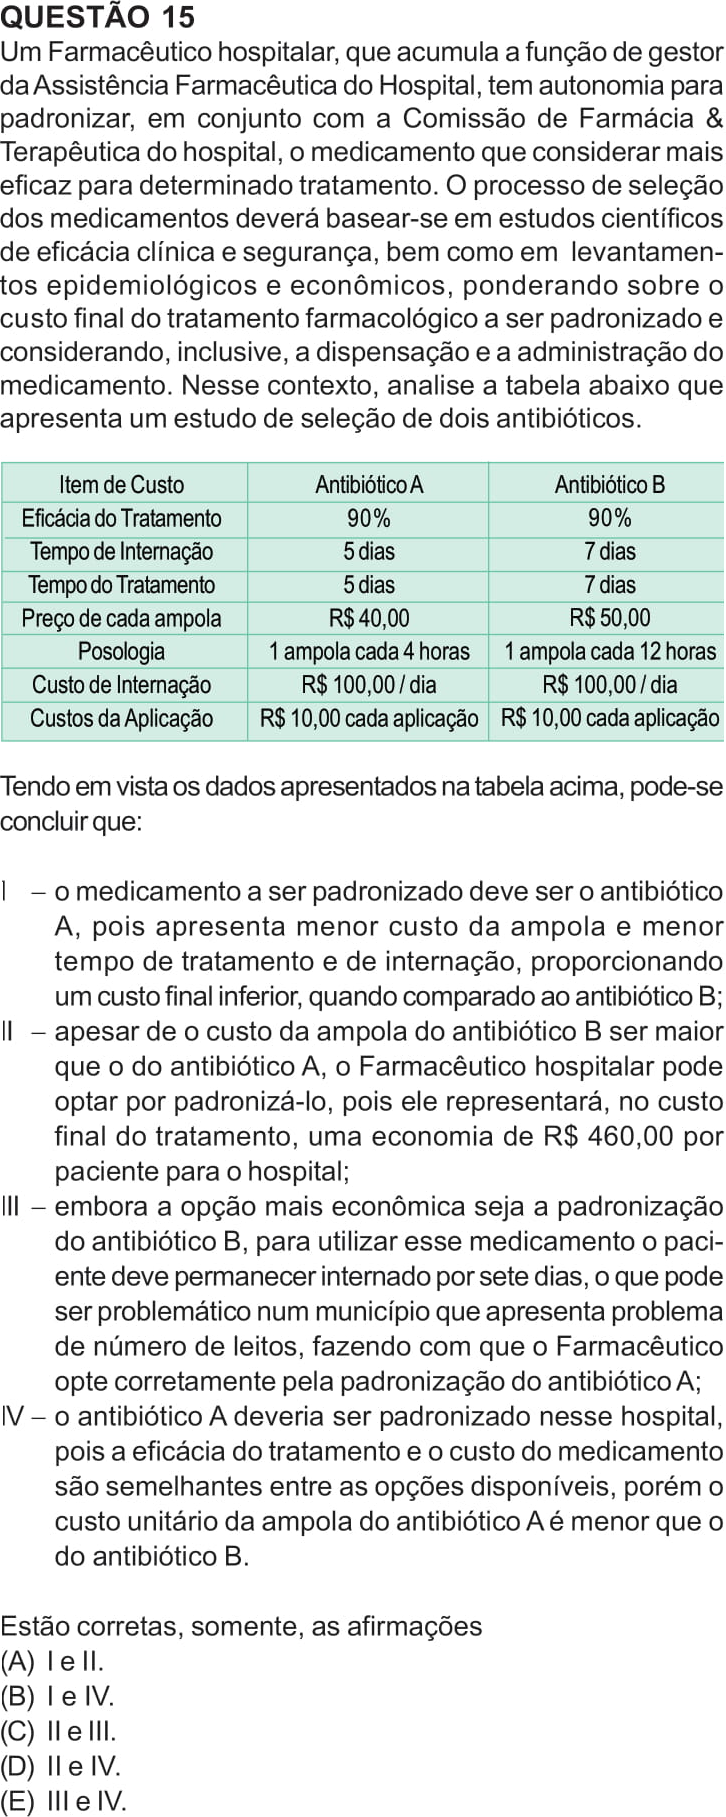 QUESTÃO 15
Um Farmacêutico hospitalar, que acumula a função de gestor
da Assistência Farmacêutica do Hospital, tem autonomia para
padronizar, em conjunto com a Comissão de Farmácia &
Terapêutica do hospital, o medicamento que considerar mais
eficaz para determinado tratamento. O processo de seleção
dos medicamentos deverá basear-se em estudos científicos
de eficácia clínica e segurança, bem como em levantamen-
tos epidemiológicos e econômicos, ponderando sobre o
custo final do tratamento farmacológico a ser padronizado e
considerando, inclusive, a dispensação e a administração do
medicamento. Nesse contexto, analise a tabela abaixo que
apresenta um estudo de seleção de dois antibióticos.
Item de Custo Antibiótico A Antibiótico B
Eficácia do Tratamento 90% 90%
Tempo de Internação 5 dias 7 dias
Tempo do Tratamento 5 dias 7 dias
Preço de cada ampola R$ 40,00 R$ 50,00
Posologia 1 ampola cada 4 horas 1 ampola cada 12 horas
Custo de Internação R$ 100,00 / dia R$ 100,00 / dia
Custos da Aplicação R$ 10,00 cada aplicação R$ 10,00 cada aplicação
Tendo em vista os dados apresentados na tabela acima, pode-se
concluir que:
I – o medicamento a ser padronizado deve ser o antibiótico
A, pois apresenta menor custo da ampola e menor
tempo de tratamento e de internação, proporcionando
um custo final inferior, quando comparado ao antibiótico B;
II – apesar de o custo da ampola do antibiótico B ser maior
que o do antibiótico A, o Farmacêutico hospitalar pode
optar por padronizá-lo, pois ele representará, no custo
final do tratamento, uma economia de R$ 460,00 por
paciente para o hospital;
III – embora a opção mais econômica seja a padronização
do antibiótico B, para utilizar esse medicamento o paci-
ente deve permanecer internado por sete dias, o que pode
ser problemático num município que apresenta problema
de número de leitos, fazendo com que o Farmacêutico
opte corretamente pela padronização do antibiótico A;
IV – o antibiótico A deveria ser padronizado nesse hospital,
pois a eficácia do tratamento e o custo do medicamento
são semelhantes entre as opções disponíveis, porém o
custo unitário da ampola do antibiótico A é menor que o
do antibiótico B.
Estão corretas, somente, as afirmações
(A) I e II.
(B) I e IV.
(C) II e III.
(D) II e IV.
(E) III e IV.